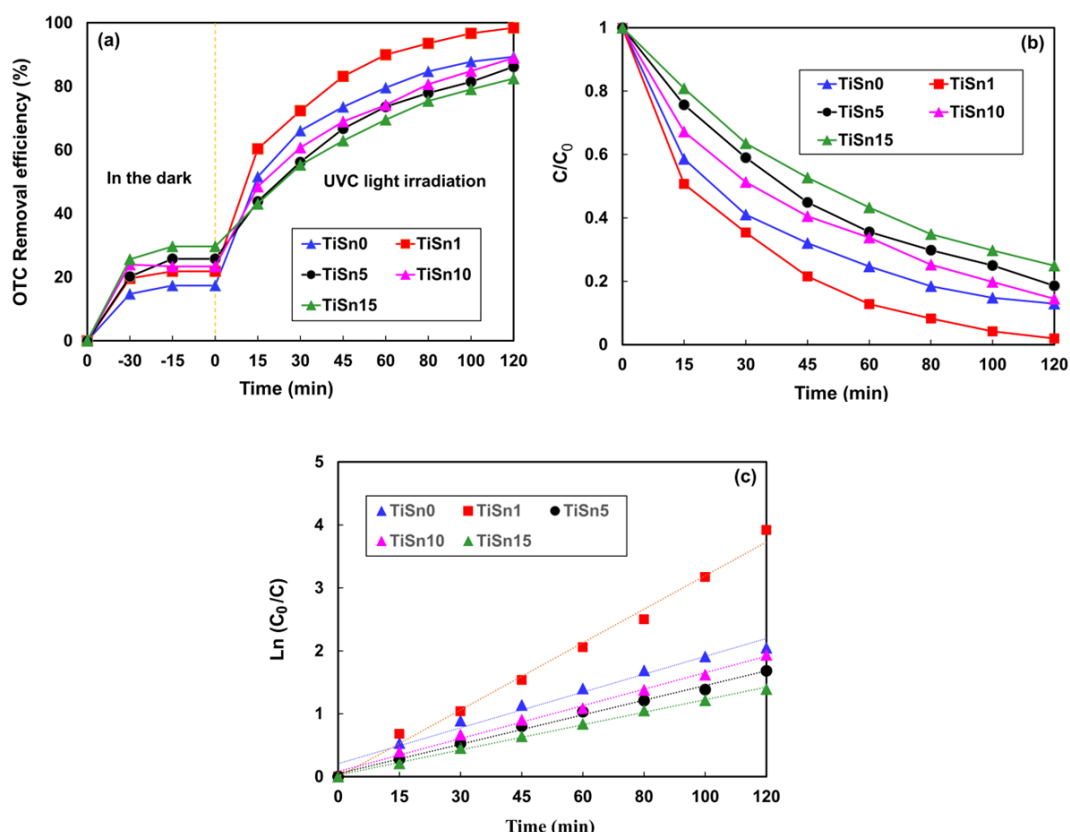 (a)
OTC Removal efficiency (%)
100
80
60
40
20
0
In the dark
UVC light irradiation
TiSn0 TiSn1
TiSn5 TiSn10
TiSn15
0 -30 -15 0 15 30 45 60 80 100 120
Time (min)
(b)
C/C₀
1
0.8
0.6
0.4
0.2
0
TiSn0 TiSn1
TiSn5 TiSn10
TiSn15
0 15 30 45 60 80 100 120
Time (min)
(c)
Ln (C₀/C)
5
4
3
2
1
0
TiSn0 TiSn1 TiSn5
TiSn10 TiSn15
0 15 30 45 60 80 100 120
Time (min)